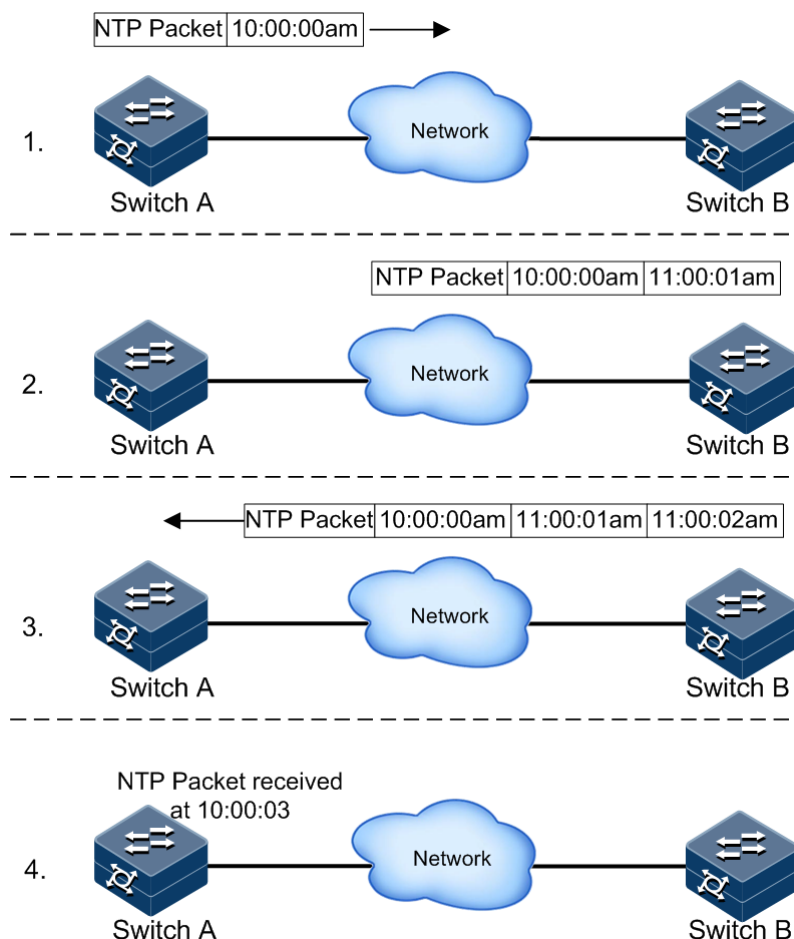 NTP Packet 10:00:00am
1.
Network
Switch A
Switch B
NTP Packet 10:00:00am 11:00:01am
2.
Network
Switch A
Switch B
NTP Packet 10:00:00am 11:00:01am 11:00:02am
3.
Network
Switch A
Switch B
NTP Packet received
at 10:00:03
4.
Network
Switch A
Switch B